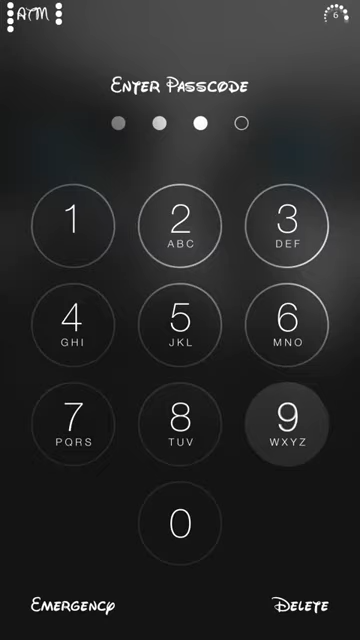 ATM 6
Enter Passcode
1 2 3
ABC DEF
4 5 6
GHI JKL MNO
7 8 9
PQRS TUV WXYZ
0
Emergency Delete